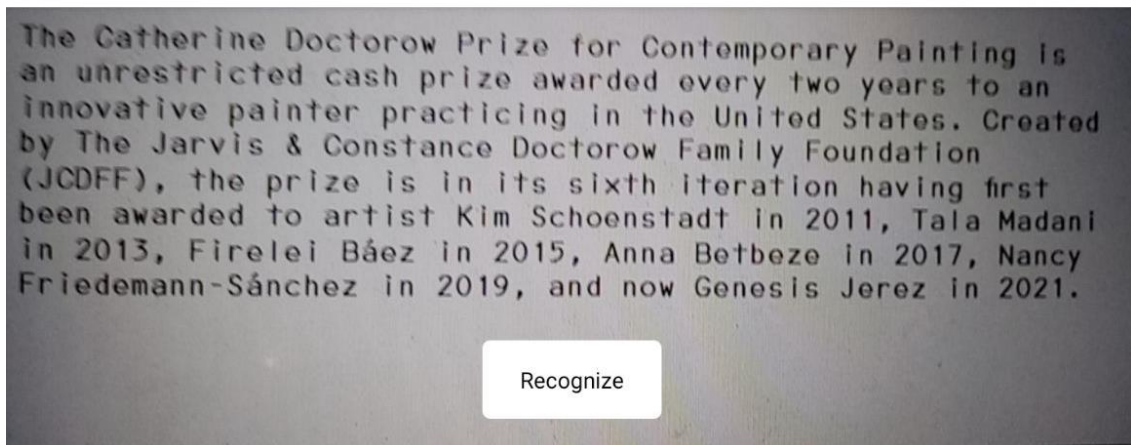 The Catherine Doctorow Prize for Contemporary Painting is
an unrestricted cash prize awarded every two years to an
innovative painter practicing in the United States. Created
by The Jarvis & Constance Doctorow Family Foundation
(JCDFF), the prize is in its sixth iteration having first
been awarded to artist Kim Schoenstadt in 2011, Tala Madani
in 2013, Firelei Báez in 2015, Anna Betbeze in 2017, Nancy
Friedemann-Sánchez in 2019, and now Genesis Jerez in 2021.
Recognize